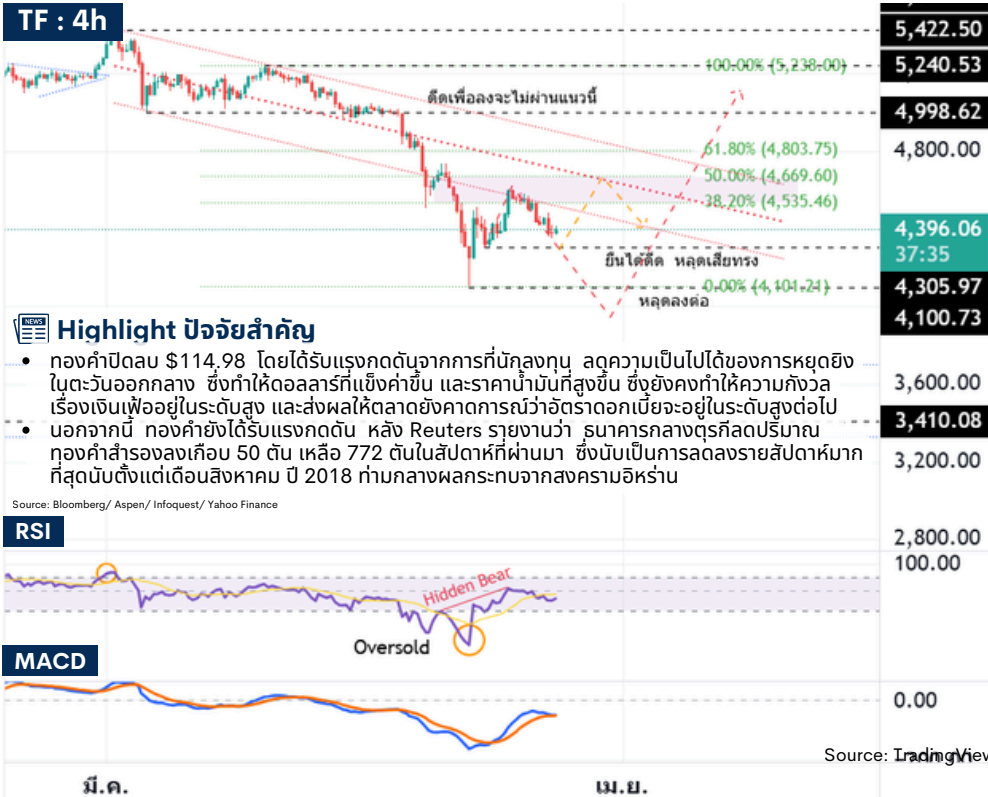 TF : 4h
5,422.50
100.00% (5,238.00)
5,240.53
ดีดเพื่อลงจะไม่ผ่านแนวนี้
4,998.62
61.80% (4,803.75)
4,800.00
50.00% (4,669.60)
38.20% (4,535.46)
4,396.06
37:35
ยืนได้ดีด หลุดเสียทรง
0.00% (4,101.21)
4,305.97
หลุดลงต่อ
4,100.73
NEWS
Highlight ปัจจัยสำคัญ
• ทองคำปิดลบ $114.98 โดยได้รับแรงกดดันจากการที่นักลงทุน ลดความเป็นไปได้ของการหยุดยิง
ในตะวันออกกลาง ซึ่งทำให้ดอลลาร์ที่แข็งค่าขึ้น และราคาน้ำมันที่สูงขึ้น ซึ่งยังคงทำให้ความกังวล
เรื่องเงินเฟ้ออยู่ในระดับสูง และส่งผลให้ตลาดยังคาดการณ์ว่าอัตราดอกเบี้ยจะอยู่ในระดับสูงต่อไป
• นอกจากนี้ ทองคำยังได้รับแรงกดดัน หลัง Reuters รายงานว่า ธนาคารกลางตุรกีลดปริมาณ
ทองคำสำรองลงเกือบ 50 ตัน เหลือ 772 ตันในสัปดาห์ที่ผ่านมา ซึ่งนับเป็นการลดลงรายสัปดาห์มาก
ที่สุดนับตั้งแต่เดือนสิงหาคม ปี 2018 ท่ามกลางผลกระทบจากสงครามอิหร่าน
3,600.00
3,410.08
3,200.00
Source: Bloomberg/ Aspen/ Infoquest/ Yahoo Finance
2,800.00
RSI
100.00
Hidden Bear
Oversold
MACD
0.00
Source: TradingView
มี.ค.
เม.ย.